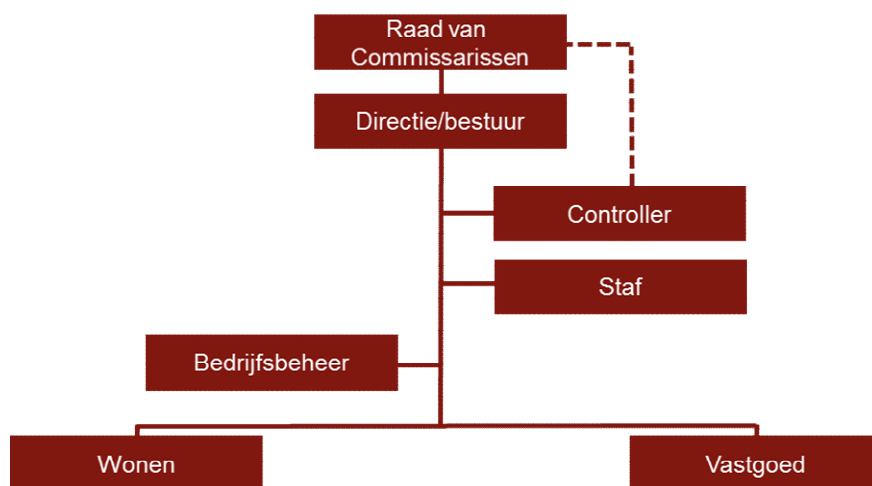 Raad van
Commissarissen
Directie/bestuur
Controller
Staf
Bedrijfsbeheer
Wonen
Vastgoed